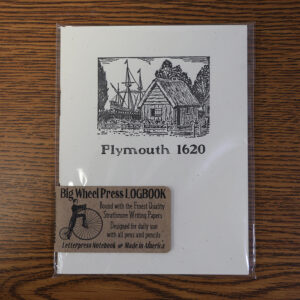 Plymouth 1620
Big Wheel Press LOGBOOK
Bound with the Finest Quality
Strathmore Writing Papers
Designed for daily use
with all pens and pencils
Letterpress Notebook Made in America